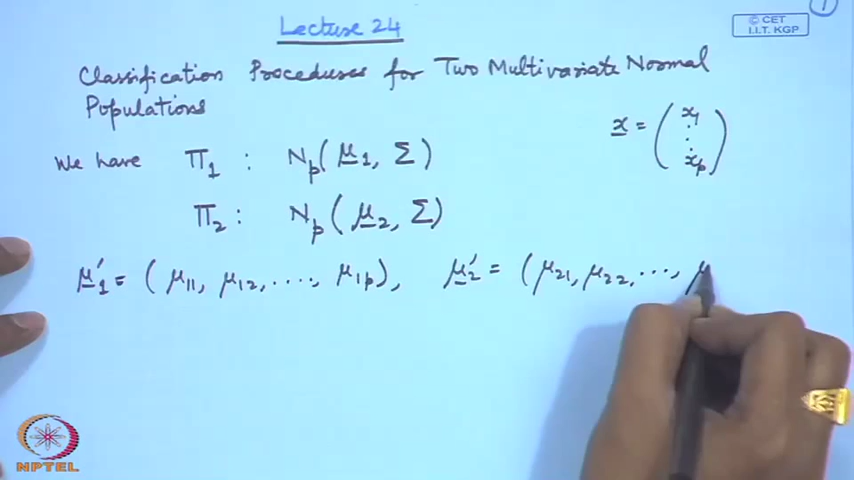 1
© CET
I.I.T. KGP
Lecture 24
Classification Procedures for Two Multivariate Normal
Populations
x = (x₁ . . xₚ)
We have Π₁ : Nₚ(μ₁, Σ)
Π₂ : Nₚ(μ₂, Σ)
μ₁' = (μ₁₁, μ₁₂, ...., μ₁ₚ), μ₂' = (μ₂₁, μ₂₂, ..., μ
NPTEL